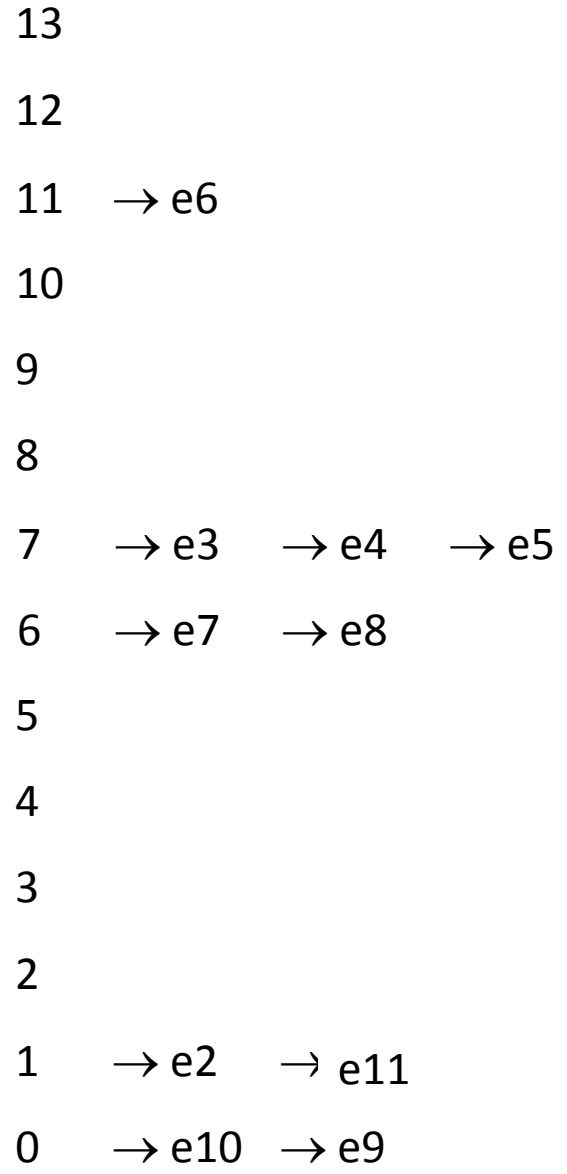 13
12
11 → e6
10
9
8
7 → e3 → e4 → e5
6 → e7 → e8
5
4
3
2
1 → e2 → e11
0 → e10 → e9